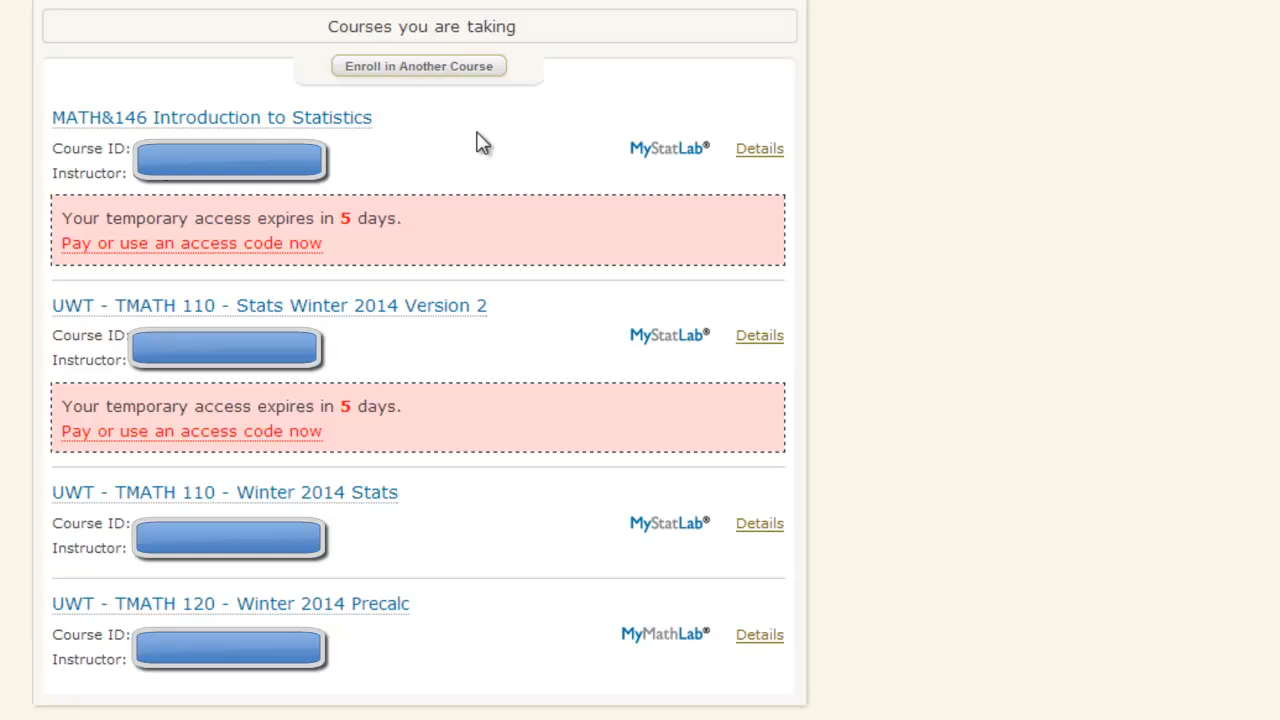 Courses you are taking
Enroll in Another Course
MATH&146 Introduction to Statistics
Course ID:
MyStatLab® Details
Instructor:
Your temporary access expires in 5 days.
Pay or use an access code now
UWT - TMATH 110 - Stats Winter 2014 Version 2
Course ID:
MyStatLab® Details
Instructor:
Your temporary access expires in 5 days.
Pay or use an access code now
UWT - TMATH 110 - Winter 2014 Stats
Course ID:
MyStatLab® Details
Instructor:
UWT - TMATH 120 - Winter 2014 Precalc
Course ID:
MyMathLab® Details
Instructor: